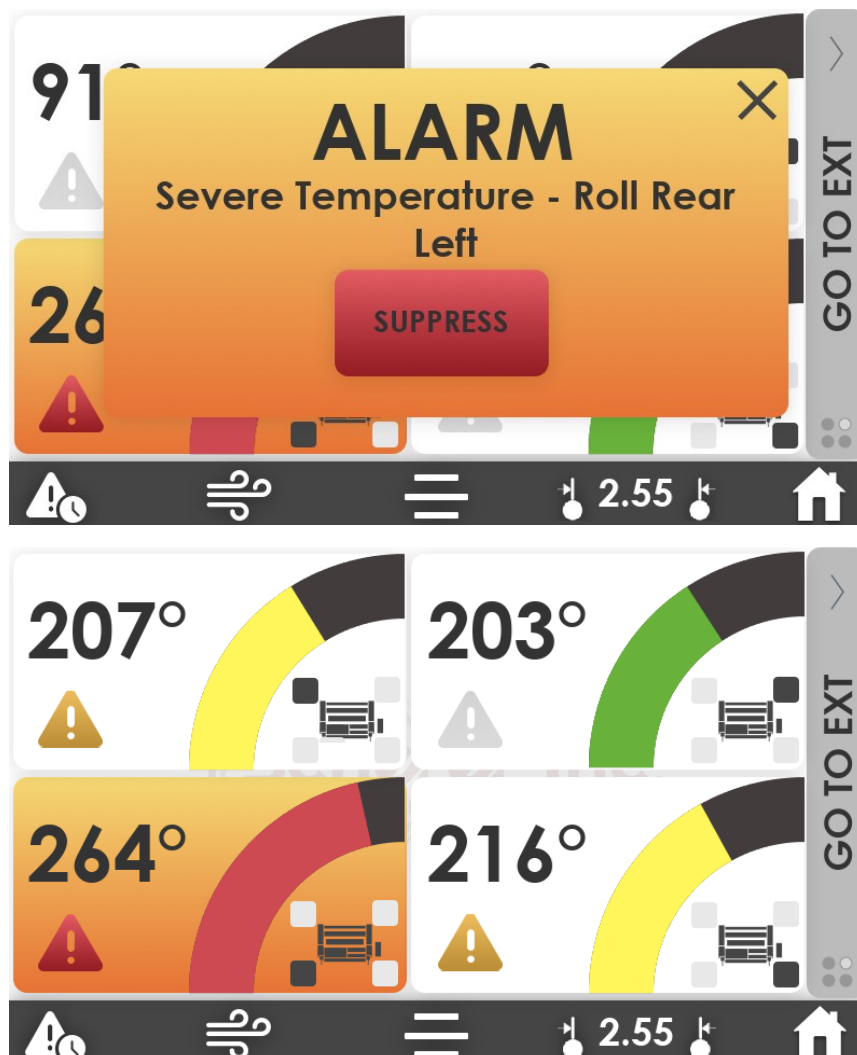 91°
ALARM
Severe Temperature - Roll Rear
Left
SUPPRESS
26
GO TO EXT
2.55
207°
203°
264°
216°
GO TO EXT
2.55